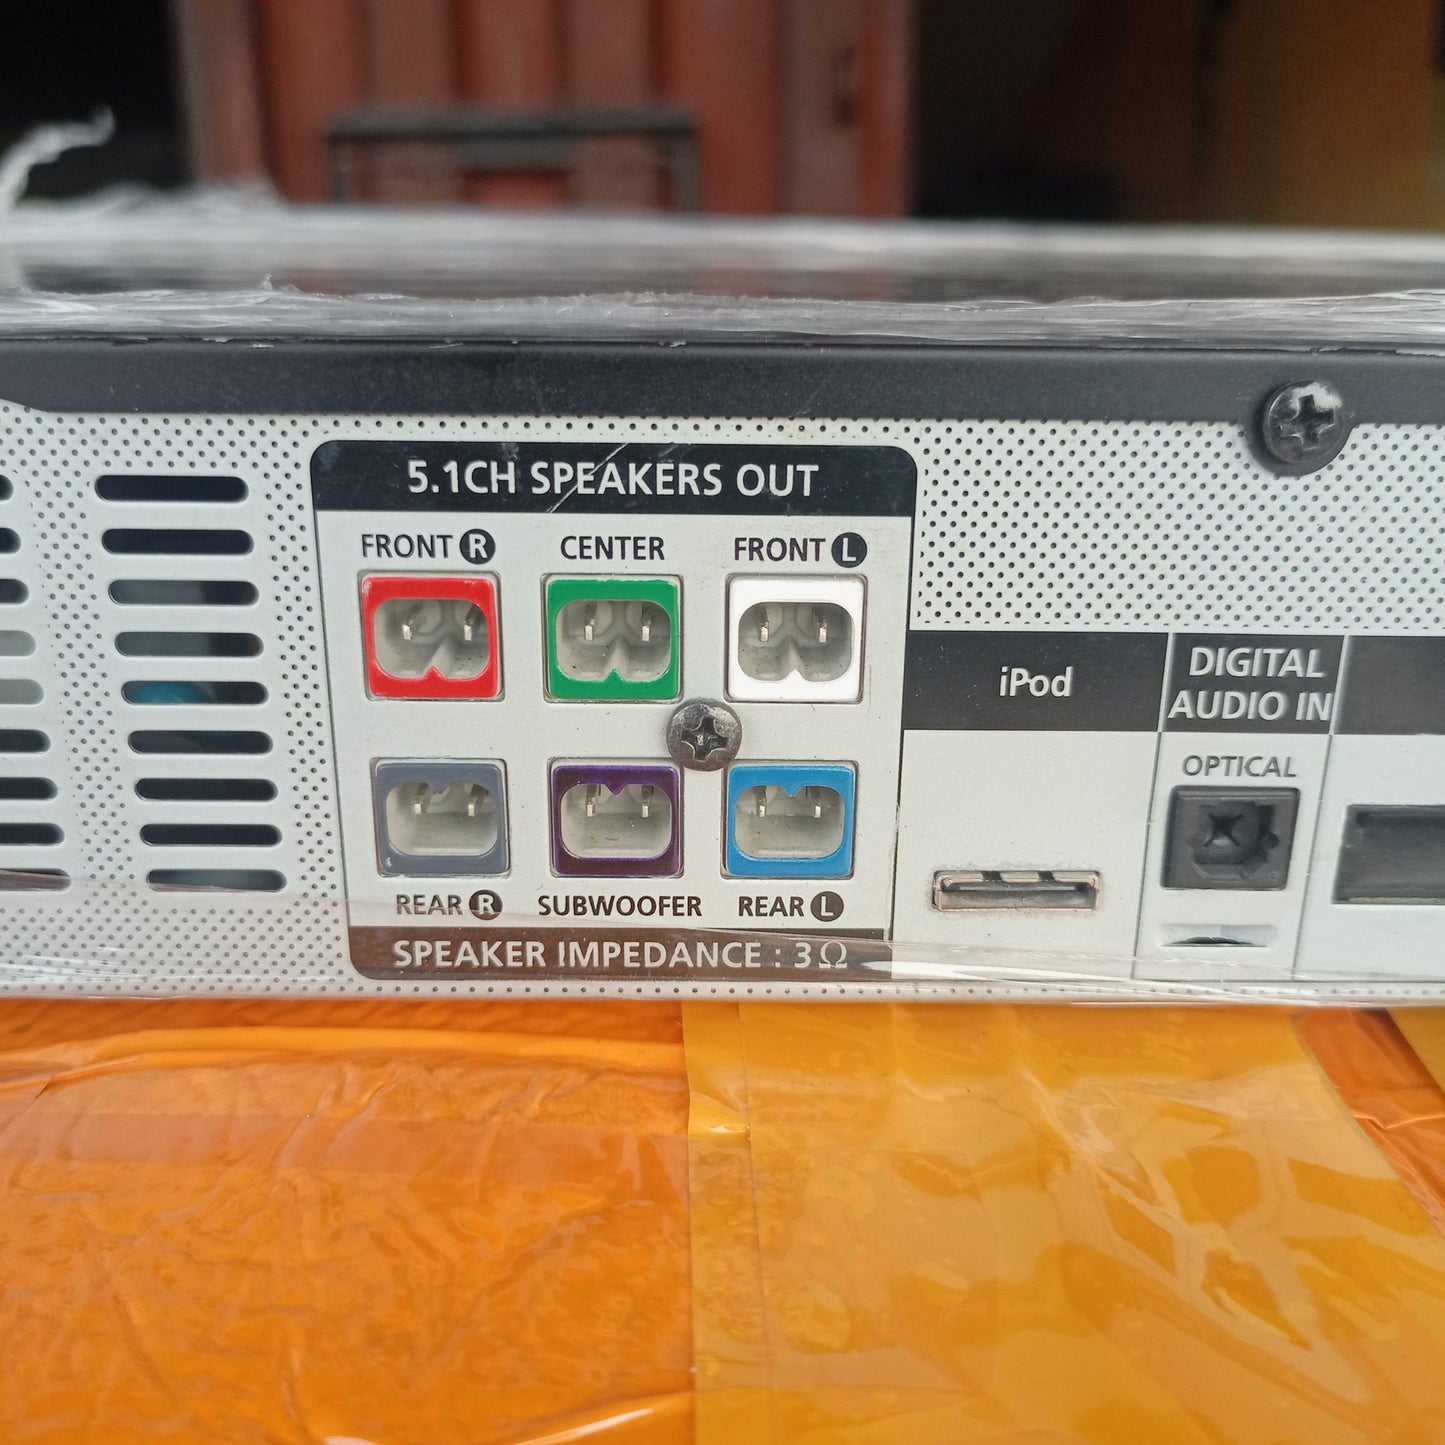 5.1CH SPEAKERS OUT
FRONT R CENTER FRONT L
REAR R SUBWOOFER REAR L
SPEAKER IMPEDANCE : 3Ω
iPod
DIGITAL
AUDIO IN
OPTICAL